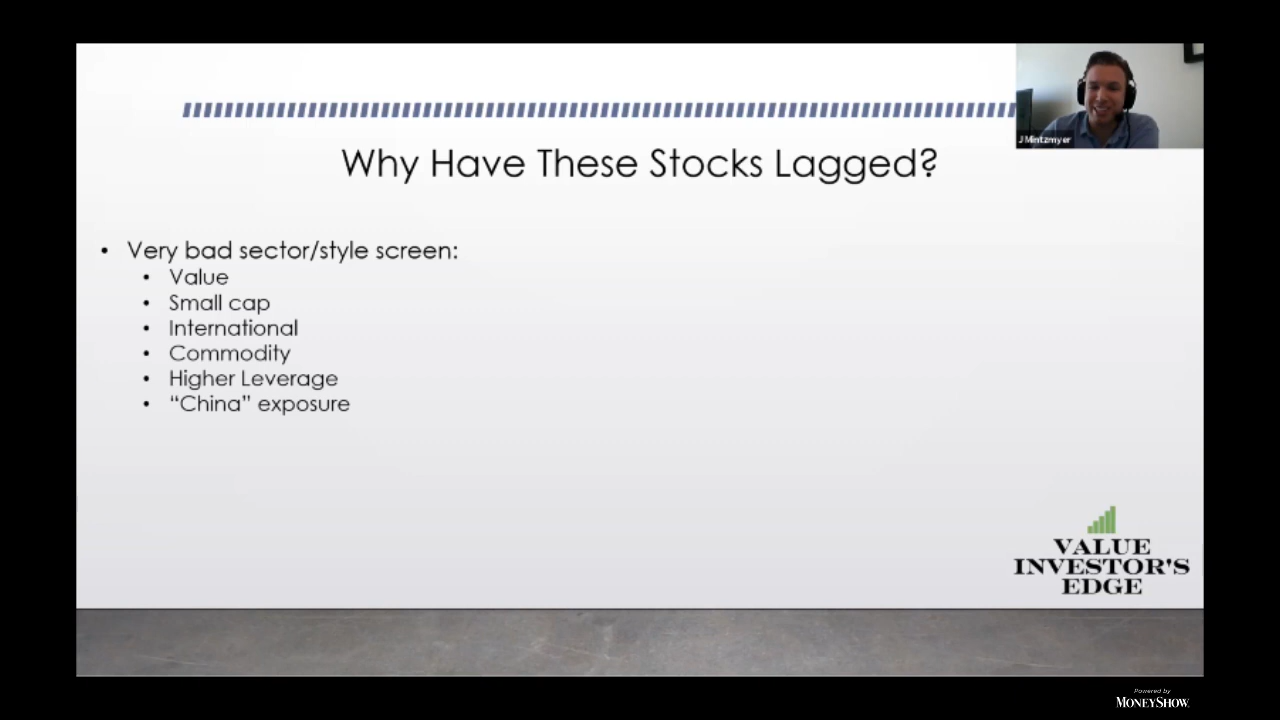 J Mintzmyer
Why Have These Stocks Lagged?
• Very bad sector/style screen:
• Value
• Small cap
• International
• Commodity
• Higher Leverage
• “China” exposure
VALUE
INVESTOR'S
EDGE
Powered by
MONEYSHOW